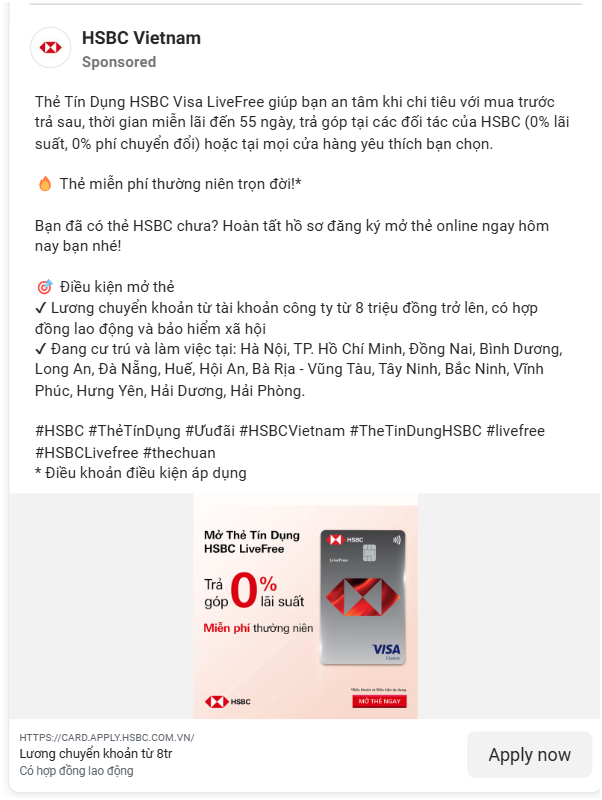 HSBC Vietnam
Sponsored
Thẻ Tín Dụng HSBC Visa LiveFree giúp bạn an tâm khi chi tiêu với mua trước
trả sau, thời gian miễn lãi đến 55 ngày, trả góp tại các đối tác của HSBC (0% lãi
suất, 0% phí chuyển đổi) hoặc tại mọi cửa hàng yêu thích bạn chọn.
🔥 Thẻ miễn phí thường niên trọn đời!*
Bạn đã có thẻ HSBC chưa? Hoàn tất hồ sơ đăng ký mở thẻ online ngay hôm
nay bạn nhé!
🎯 Điều kiện mở thẻ
✓ Lương chuyển khoản từ tài khoản công ty từ 8 triệu đồng trở lên, có hợp
đồng lao động và bảo hiểm xã hội
✓ Đang cư trú và làm việc tại: Hà Nội, TP. Hồ Chí Minh, Đồng Nai, Bình Dương,
Long An, Đà Nẵng, Huế, Hội An, Bà Rịa - Vũng Tàu, Tây Ninh, Bắc Ninh, Vĩnh
Phúc, Hưng Yên, Hải Dương, Hải Phòng.
#HSBC #ThẻTínDụng #Ưuđãi #HSBCVietnam #TheTinDungHSBC #livefree
#HSBCLivefree #thechuan
* Điều khoản điều kiện áp dụng
Mở Thẻ Tín Dụng
HSBC LiveFree
Trả góp 0% lãi suất
Miễn phí thường niên
HSBC
LiveFree
VISA
Classic
*Điều khoản và Điều kiện áp dụng
HSBC
MỞ THẺ NGAY
HTTPS://CARD.APPLY.HSBC.COM.VN/
Lương chuyển khoản từ 8tr
Có hợp đồng lao động
Apply now